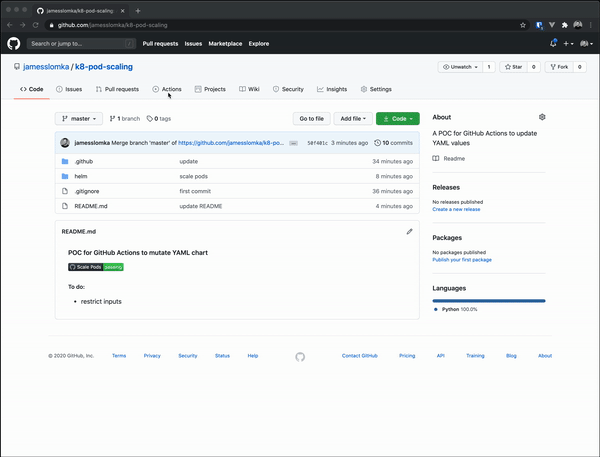 jamesslomka/k8-pod-scaling
github.com/jamesslomka/k8-pod-scaling
Search or jump to...
Pull requests Issues Marketplace Explore
jamesslomka / k8-pod-scaling
Unwatch 1 Star 0 Fork 0
Code Issues Pull requests Actions Projects Wiki Security Insights Settings
master 1 branch 0 tags Go to file Add file Code
jamesslomka Merge branch 'master' of https://github.com/jamesslomka/k8-po... 50f401c 3 minutes ago 10 commits
.github update 34 minutes ago
helm scale pods 8 minutes ago
.gitignore first commit 36 minutes ago
README.md update README 4 minutes ago
README.md
POC for GitHub Actions to mutate YAML chart
Scale Pods passing
To do:
restrict inputs
About
A POC for GitHub Actions to update
YAML values
Readme
Releases
No releases published
Create a new release
Packages
No packages published
Publish your first package
Languages
Python 100.0%
© 2020 GitHub, Inc. Terms Privacy Security Status Help Contact GitHub Pricing API Training Blog About